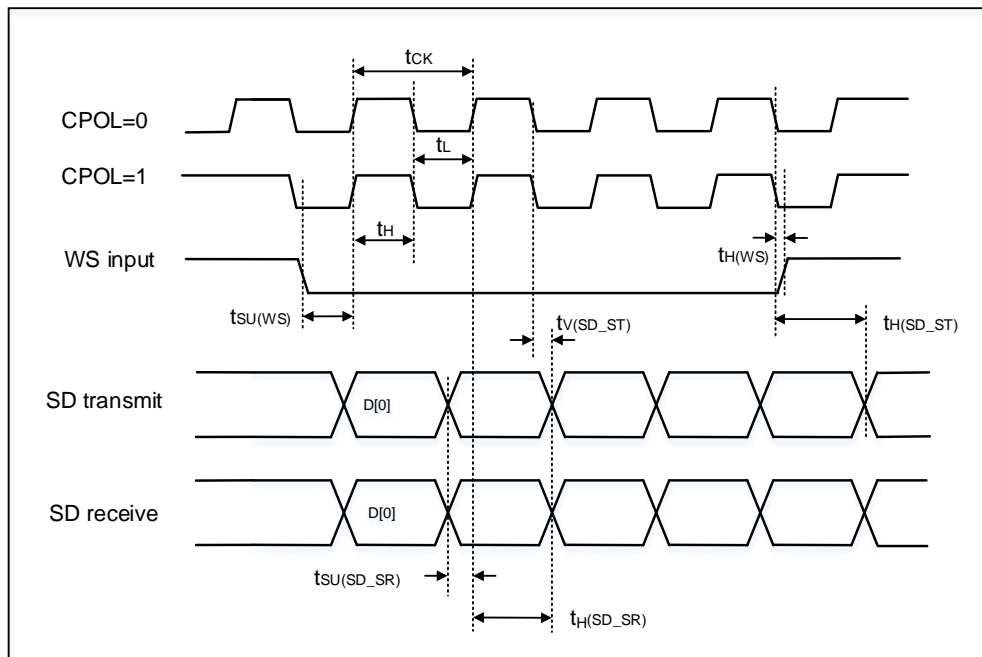 tCK
CPOL=0
tL
CPOL=1
tH
tH(WS)
WS input
tSU(WS)
tV(SD_ST)
tH(SD_ST)
SD transmit
D[0]
SD receive
D[0]
tSU(SD_SR)
tH(SD_SR)